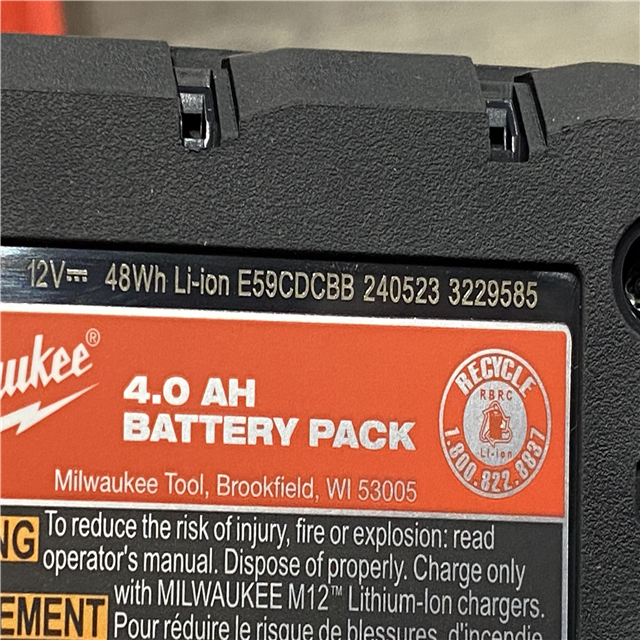 12V⎓ 48Wh Li-ion E59CDCBB 240523 3229585
ukee®
4.0 AH
BATTERY PACK
RECYCLE
RBRC
Li-ion
1.800.822.8837
Milwaukee Tool, Brookfield, WI 53005
NG To reduce the risk of injury, fire or explosion: read
operator's manual. Dispose of properly. Charge only
with MILWAUKEE M12™ Lithium-Ion chargers.
EMENT Pour réduire le risque de blessures, d'incendie